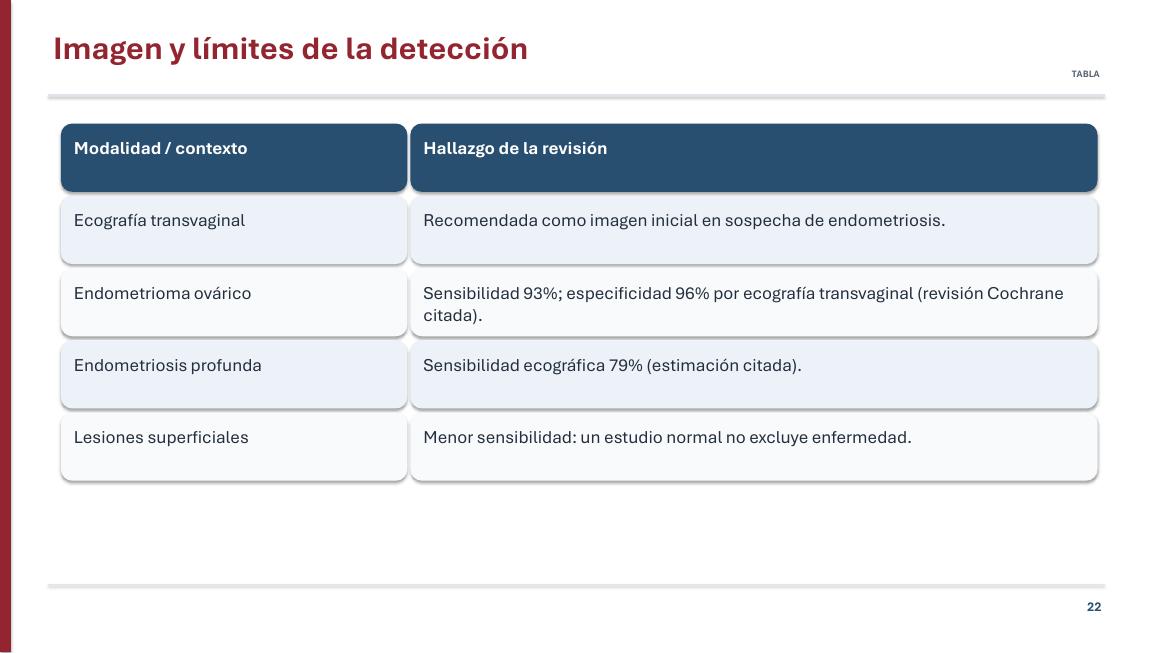 Imagen y límites de la detección
TABLA
Modalidad / contexto
Hallazgo de la revisión
Ecografía transvaginal
Recomendada como imagen inicial en sospecha de endometriosis.
Endometrioma ovárico
Sensibilidad 93%; especificidad 96% por ecografía transvaginal (revisión Cochrane
citada).
Endometriosis profunda
Sensibilidad ecográfica 79% (estimación citada).
Lesiones superficiales
Menor sensibilidad: un estudio normal no excluye enfermedad.
22